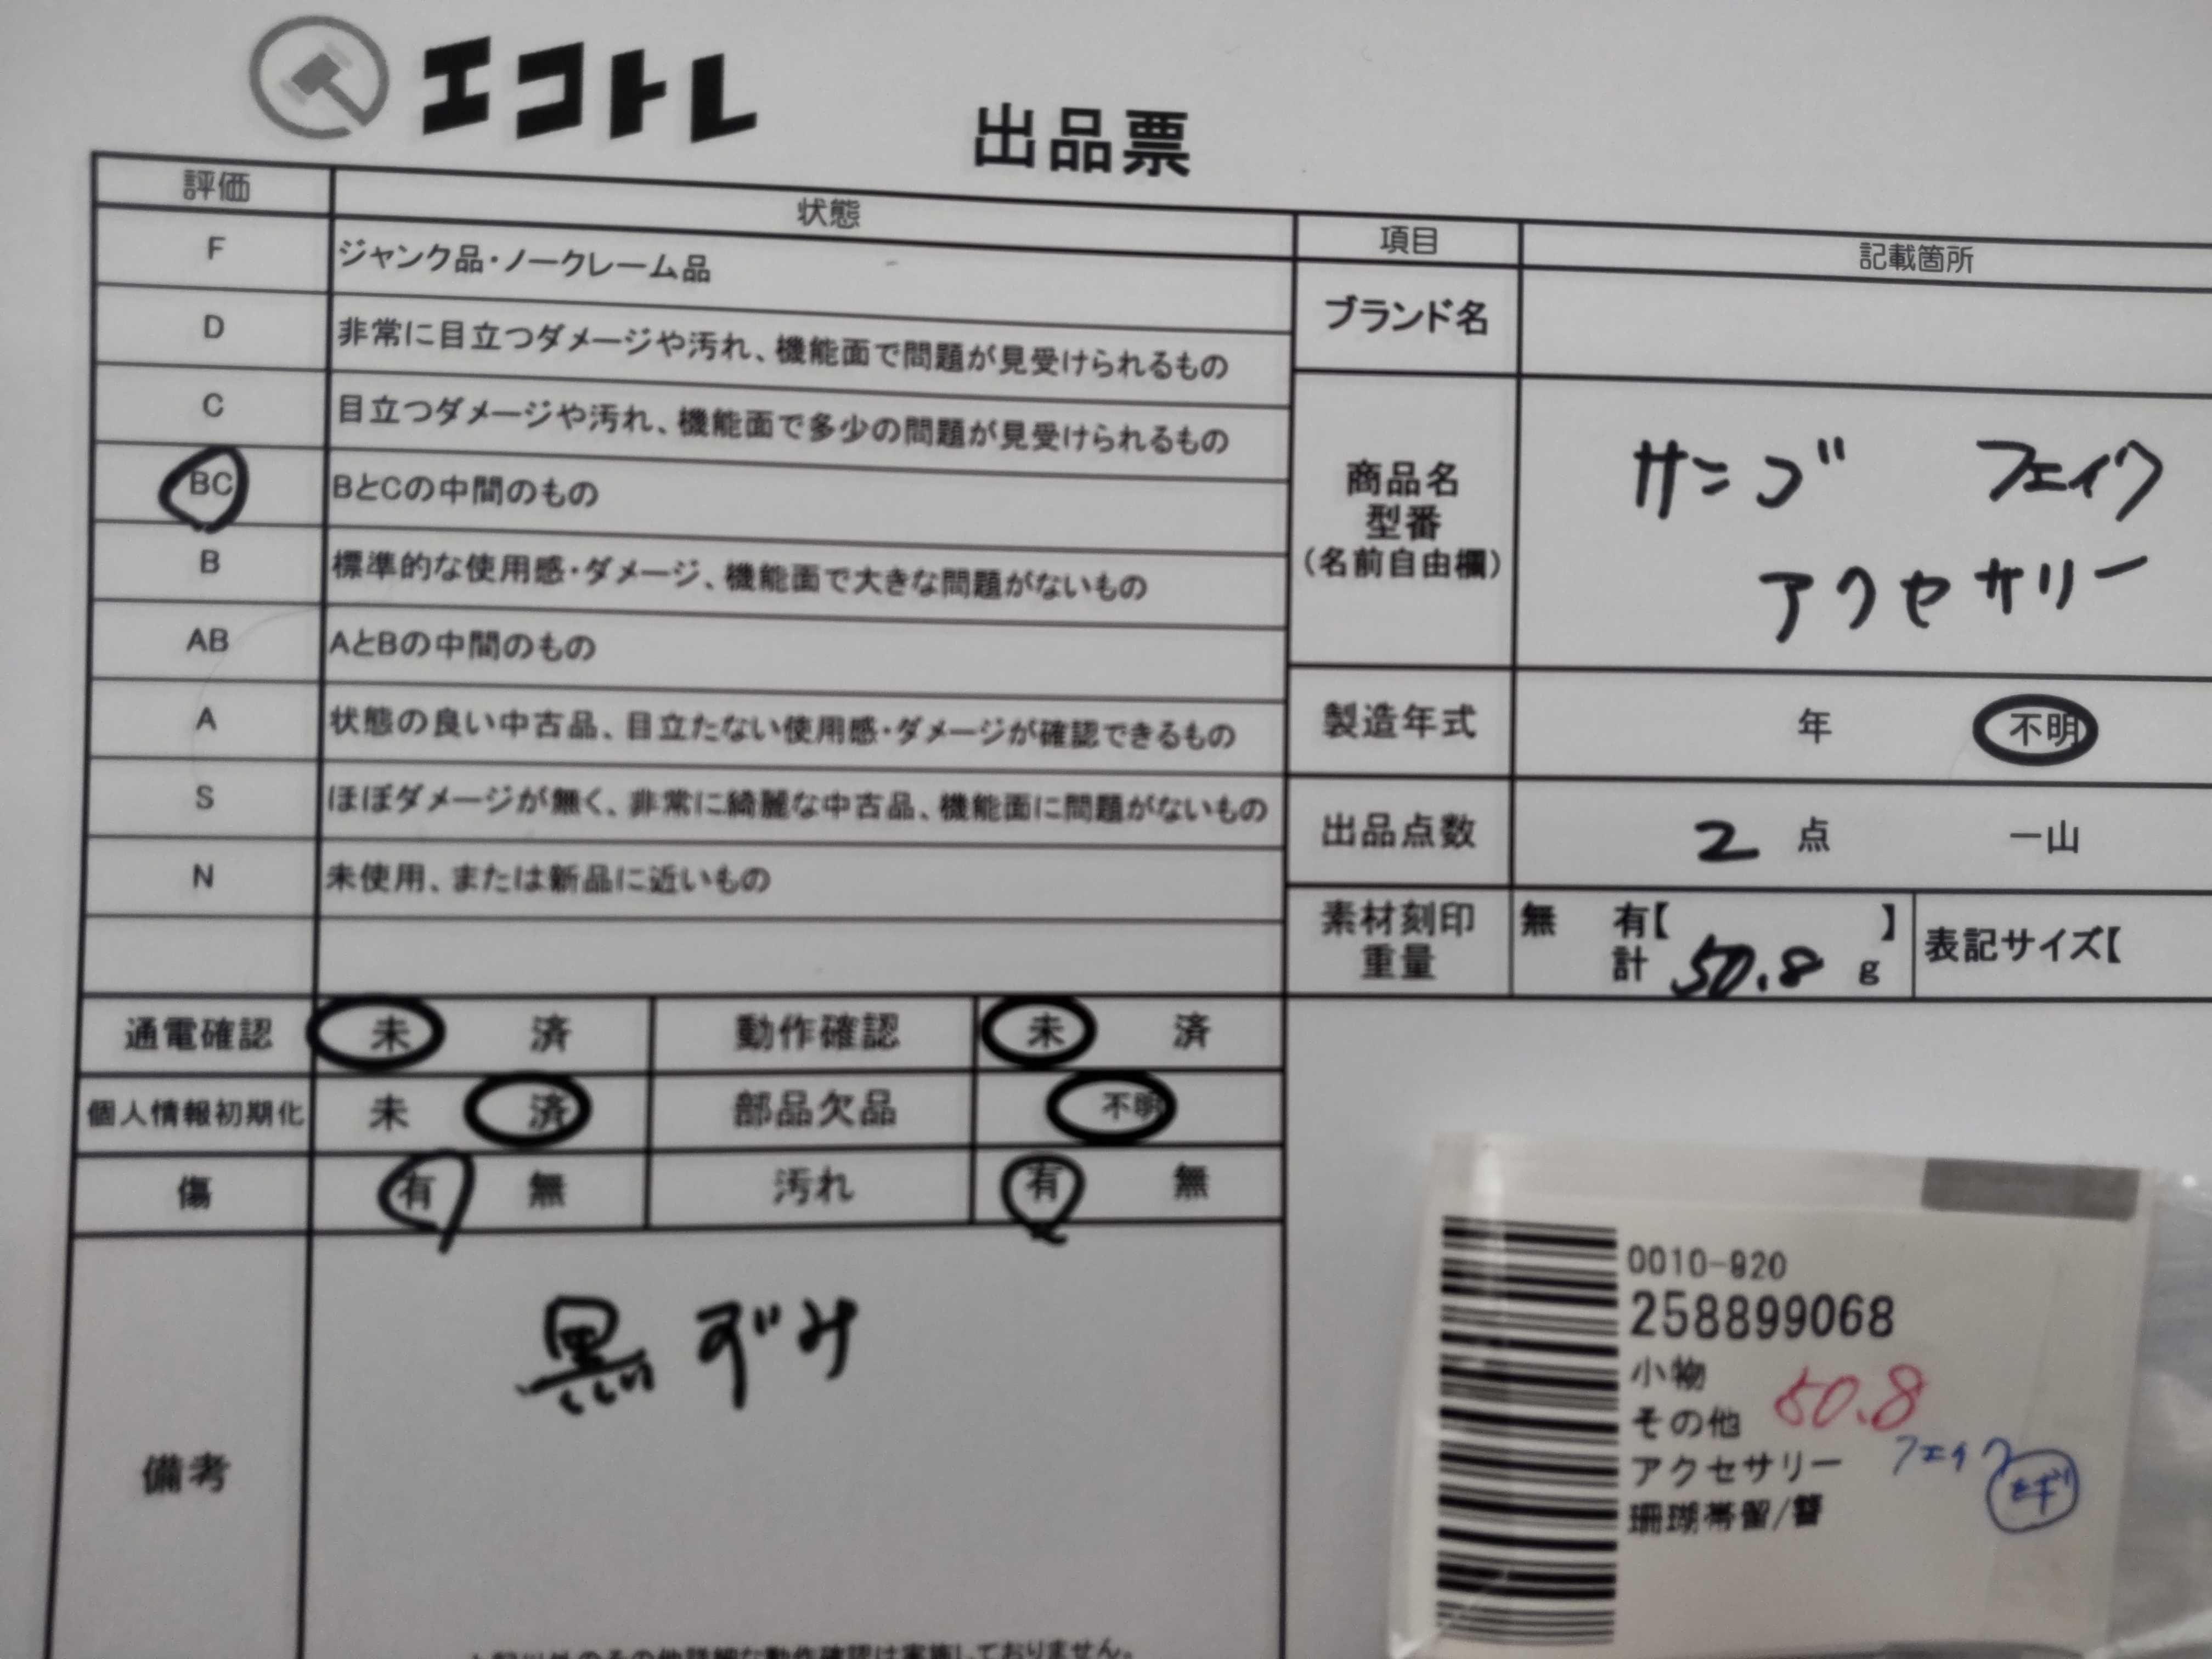 エコトレ
出品票
評価 状態
F ジャンク品・ノークレーム品
D 非常に目立つダメージや汚れ、機能面で問題が見受けられるもの
C 目立つダメージや汚れ、機能面で多少の問題が見受けられるもの
BC BとCの中間のもの
B 標準的な使用感・ダメージ、機能面で大きな問題がないもの
AB AとBの中間のもの
A 状態の良い中古品、目立たない使用感・ダメージが確認できるもの
S ほぼダメージが無く、非常に綺麗な中古品、機能面に問題がないもの
N 未使用、または新品に近いもの
項目 記載箇所
ブランド名
商品名
型番
(名前自由欄)
サンゴ フェイク
アクセサリー
製造年式 年 不明
出品点数 2 点 一山
素材刻印 無 有【 】
重量 計 50.8 g
表記サイズ【
通電確認 未 済 動作確認 未 済
個人情報初期化 未 済 部品欠品 不明
傷 有 無 汚れ 有 無
備考
黒ずみ
0010-820
258899068
小物
その他 50.8
アクセサリー フェイク
珊瑚帯留/簪